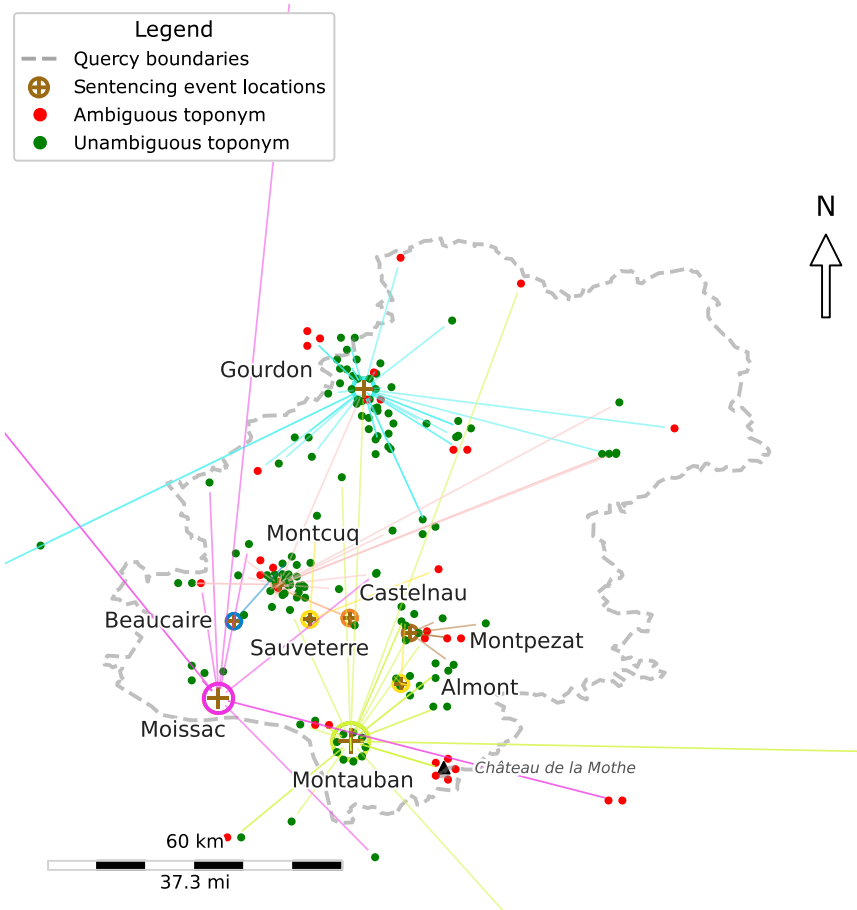 Legend
Quercy boundaries
Sentencing event locations
Ambiguous toponym
Unambiguous toponym
N
Gourdon
Montcuq
Castelnau
Beaucaire
Sauveterre
Montpezat
Almont
Moissac
Château de la Mothe
Montauban
60 km
37.3 mi